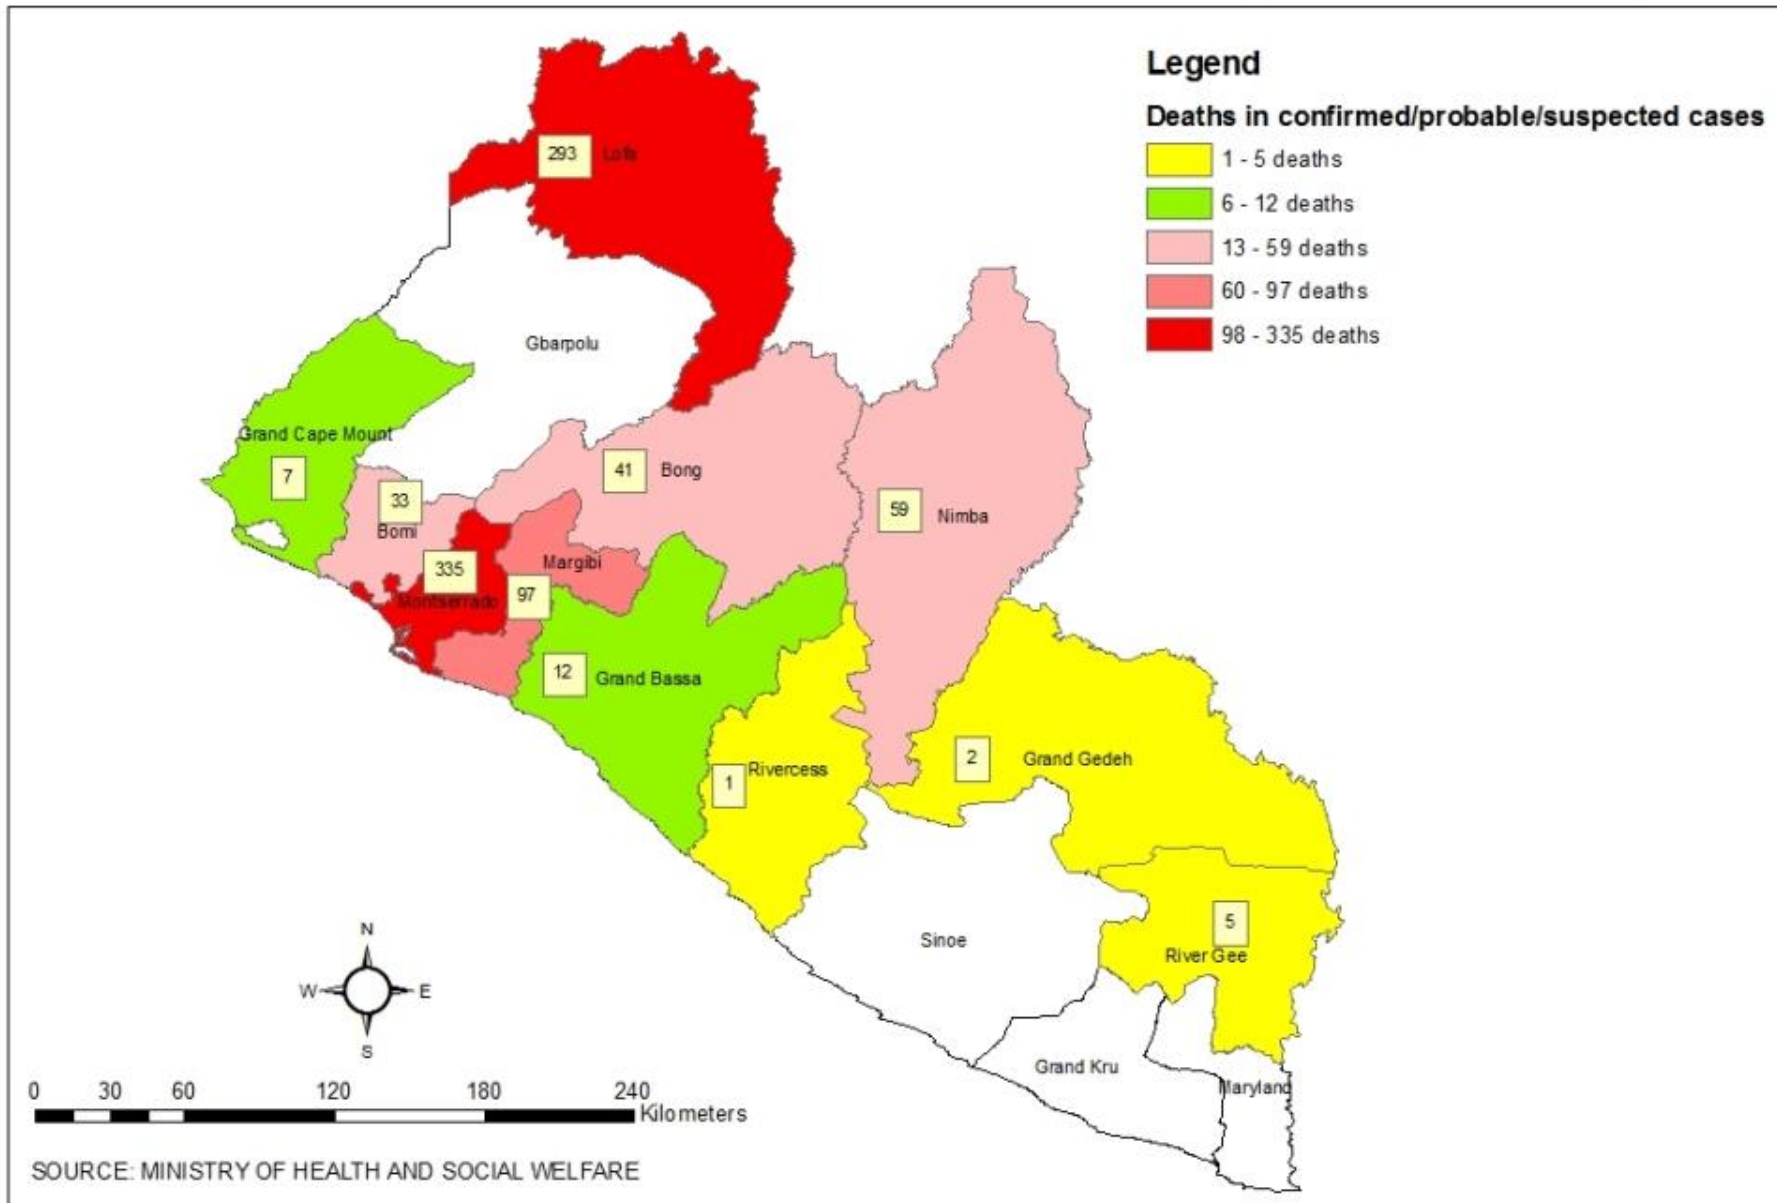 Legend
Deaths in confirmed/probable/suspected cases
1 - 5 deaths
6 - 12 deaths
13 - 59 deaths
60 - 97 deaths
98 - 335 deaths
293 Lofa
Gbarpolu
Grand Cape Mount
7
33
Bomi
41 Bong
59 Nimba
335
Montserrado
Margibi
97
12 Grand Bassa
1 Rivercess
2 Grand Gedeh
Sinoe
5
River Gee
Grand Kru
Maryland
N
W E
S
0 30 60 120 180 240
Kilometers
SOURCE: MINISTRY OF HEALTH AND SOCIAL WELFARE